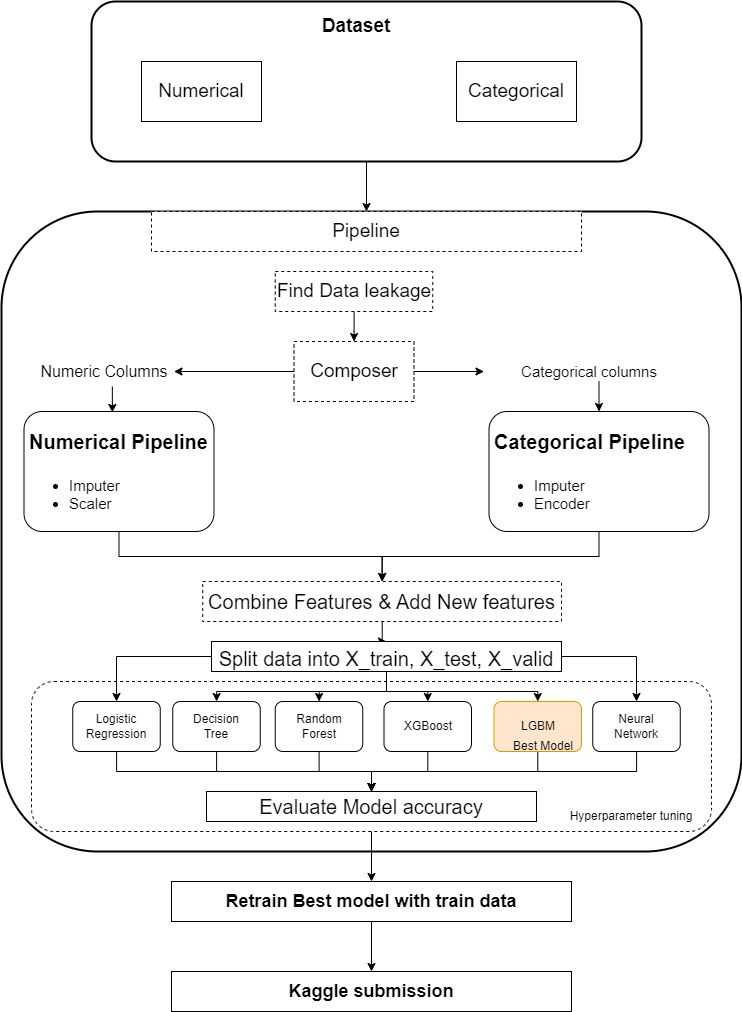 Dataset
Numerical
Categorical
Pipeline
Find Data leakage
Numeric Columns
Composer
Categorical columns
Numerical Pipeline
• Imputer
• Scaler
Categorical Pipeline
• Imputer
• Encoder
Combine Features & Add New features
Split data into X_train, X_test, X_valid
Logistic
Regression
Decision
Tree
Random
Forest
XGBoost
LGBM
Best Model
Neural
Network
Evaluate Model accuracy
Hyperparameter tuning
Retrain Best model with train data
Kaggle submission